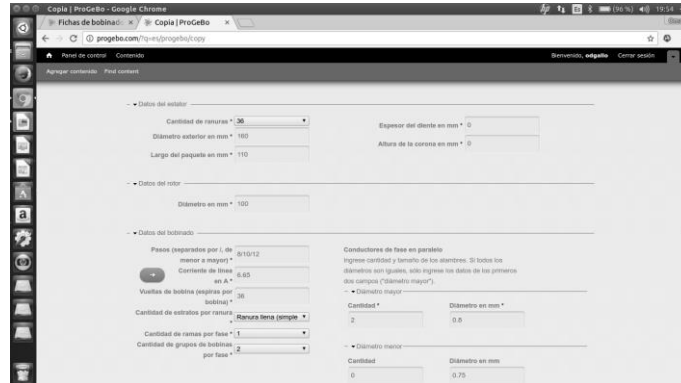 Copia | ProGeBo - Google Chrome
Es
(96 %)
19:54
Fichas de bobinad
Copia | ProGeBo
progebo.com/?q=es/progebo/copy
Panel de control
Contenido
Bienvenido, odgallo
Cerrar sesión
Agregar contenido
Find content
Datos del estator
Cantidad de ranuras * 36
Diámetro exterior en mm * 160
Largo del paquete en mm * 110
Espesor del diente en mm * 0
Altura de la corona en mm * 0
Datos del rotor
Diámetro en mm * 100
Datos del bobinado
Pasos (separados por /, de
menor a mayor) * 8/10/12
Corriente de línea
en A * 6.65
Vueltas de bobina (espiras por
bobina) * 36
Cantidad de estratos por ranura
* Ranura llena (simple
Cantidad de ramas por fase * 1
Cantidad de grupos de bobinas
por fase * 2
Conductores de fase en paralelo
Ingrese cantidad y tamaño de los alambres. Si todos los
diámetros son iguales, sólo ingrese los datos de los primeros
dos campos ("diámetro mayor").
Diámetro mayor
Cantidad *
Diámetro en mm *
2
0.8
Diámetro menor
Cantidad
Diámetro en mm
0
0.75